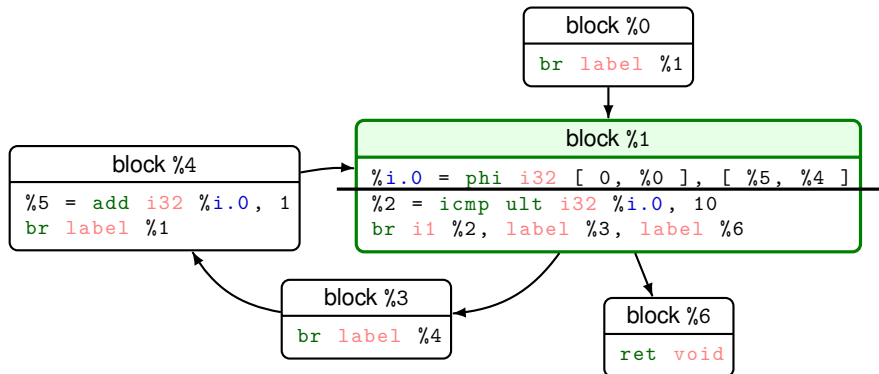 block %0
br label %1
block %1
%i.0 = phi i32 [ 0, %0 ], [ %5, %4 ]
%2 = icmp ult i32 %i.0, 10
br i1 %2, label %3, label %6
block %4
%5 = add i32 %i.0, 1
br label %1
block %3
br label %4
block %6
ret void